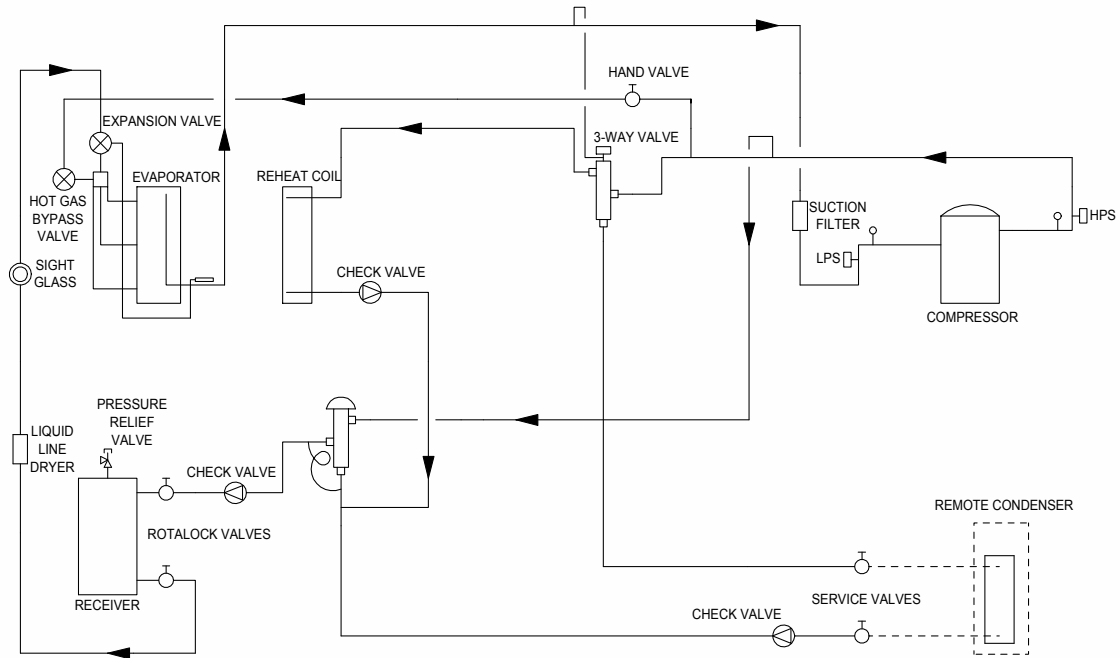 HAND VALVE
EXPANSION VALVE
3-WAY VALVE
EVAPORATOR
REHEAT COIL
HOT GAS
BYPASS
VALVE
SUCTION
FILTER
HPS
LPS
SIGHT
GLASS
CHECK VALVE
COMPRESSOR
PRESSURE
RELIEF
VALVE
LIQUID
LINE
DRYER
CHECK VALVE
ROTALOCK VALVES
REMOTE CONDENSER
RECEIVER
CHECK VALVE
SERVICE VALVES